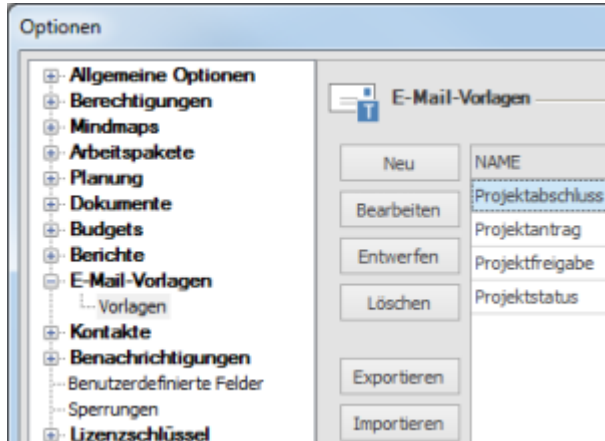 Optionen
Allgemeine Optionen
Berechtigungen
Mindmaps
Arbeitspakete
Planung
Dokumente
Budgets
Berichte
E-Mail-Vorlagen
Vorlagen
Kontakte
Benachrichtigungen
Benutzerdefinierte Felder
Sperrungen
Lizenzschlüssel
T
E-Mail-Vorlagen
Neu
Bearbeiten
Entwerfen
Löschen
Exportieren
Importieren
NAME
Projektabschluss
Projektantrag
Projektfreigabe
Projektstatus